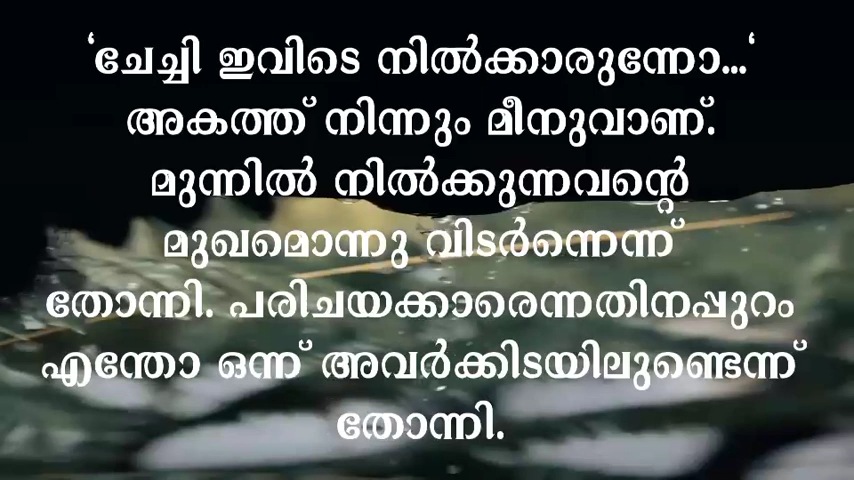 ‘ചേച്ചി ഇവിടെ നിൽക്കാരുന്നോ...‘
അകത്ത് നിന്നും മീനുവാണ്.
മുന്നിൽ നിൽക്കുന്നവന്റെ
മുഖമൊന്നു വിടർന്നെന്ന്
തോന്നി. പരിചയക്കാരെന്നതിനപ്പുറം
എന്തോ ഒന്ന് അവർക്കിടയിലുണ്ടെന്ന്
തോന്നി.